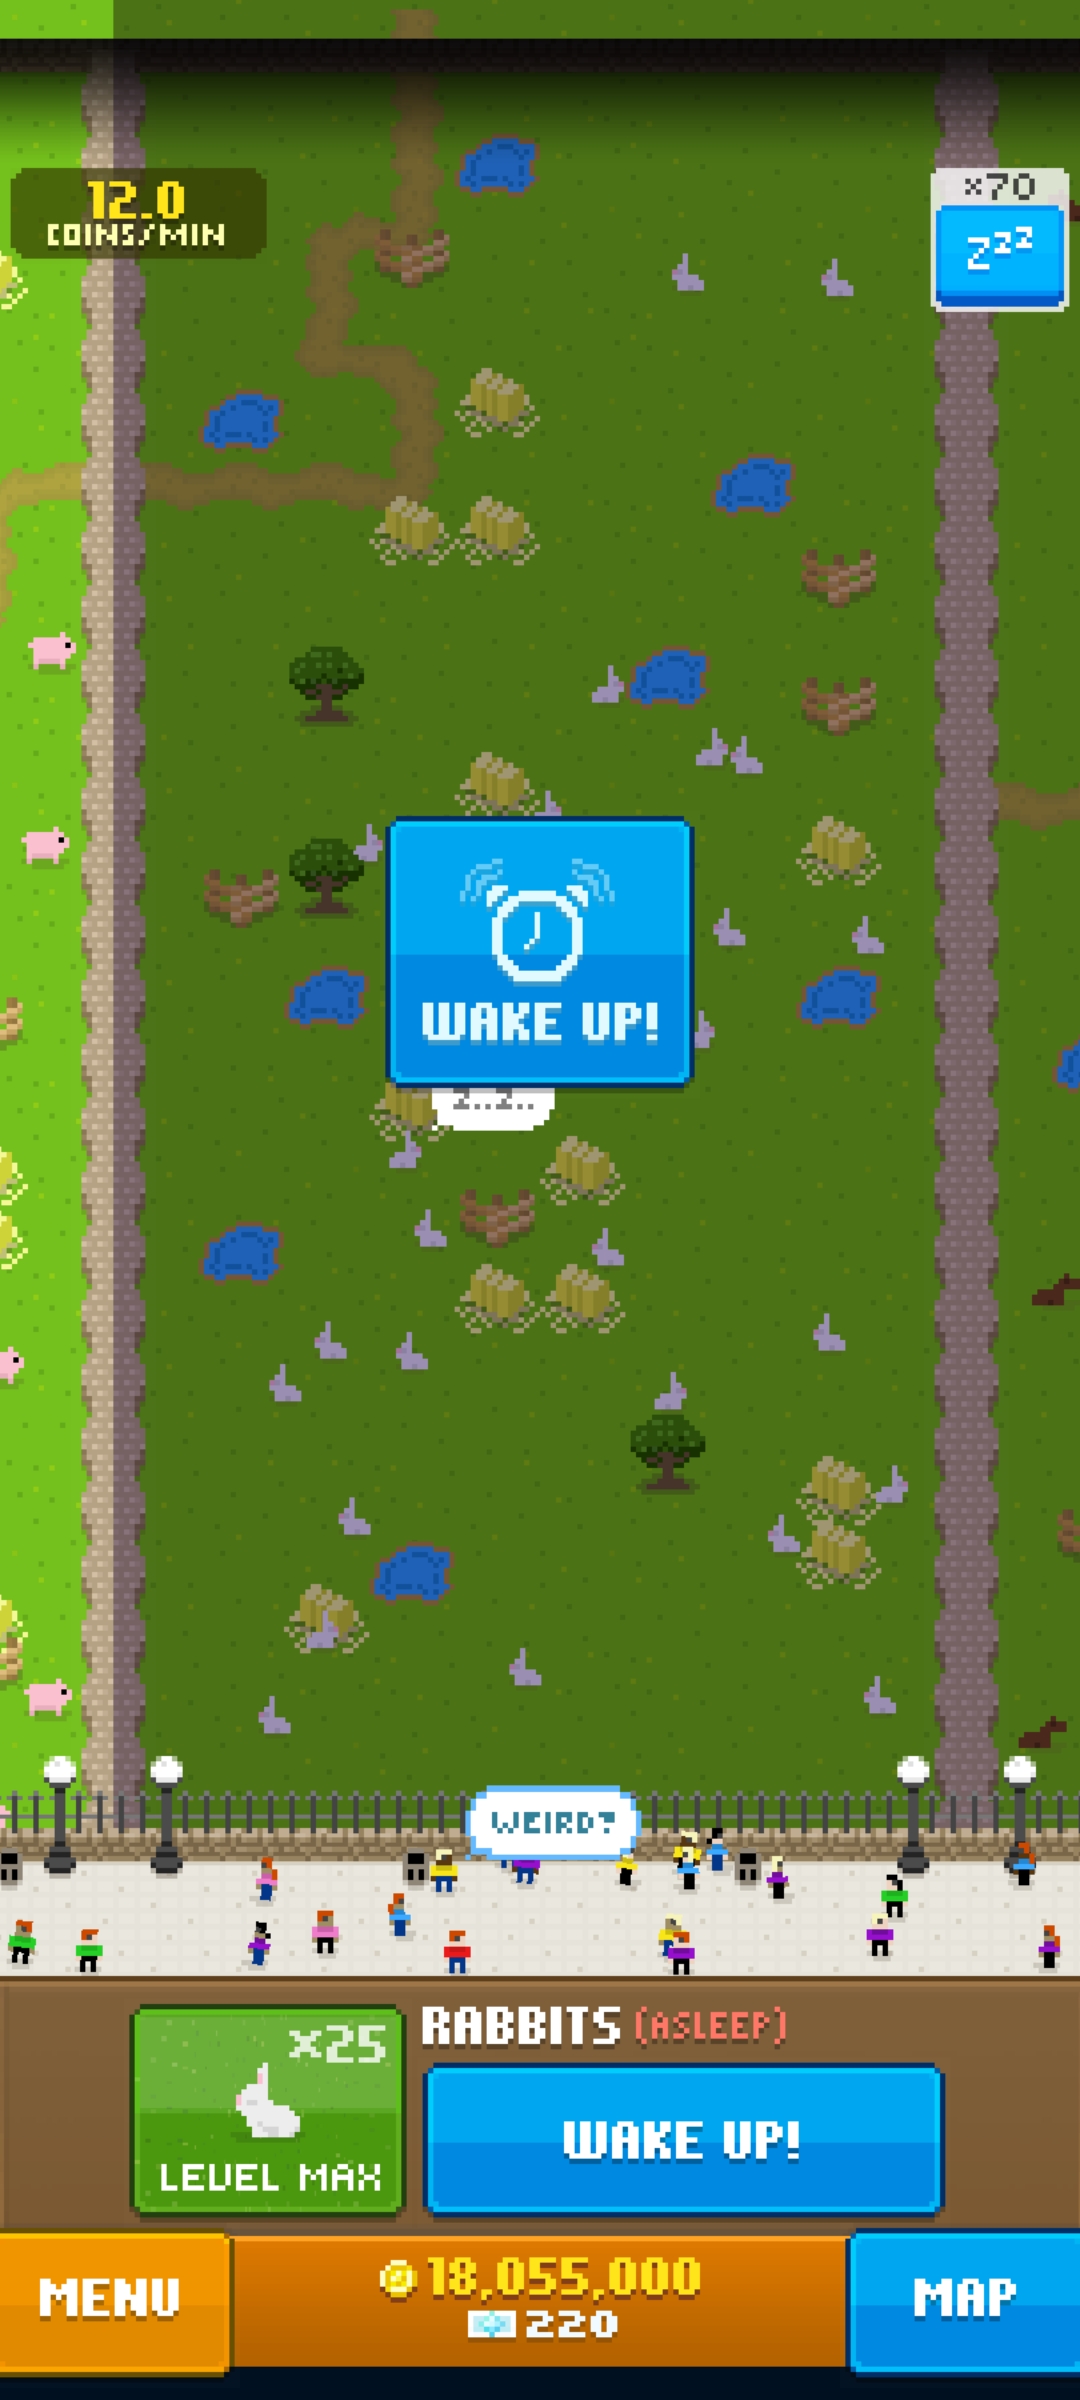 12.0
COINS/MIN
x70
Zzz
WAKE UP!
Z..Z..
WEIRD?
x25
LEVEL MAX
RABBITS (ASLEEP)
WAKE UP!
MENU
18,055,000
220
MAP